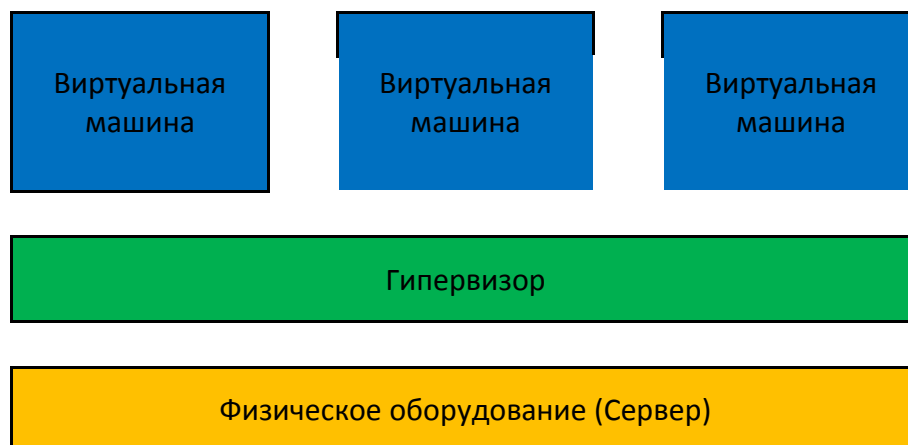 Виртуальная
машина
Виртуальная
машина
Виртуальная
машина
Гипервизор
Физическое оборудование (Сервер)